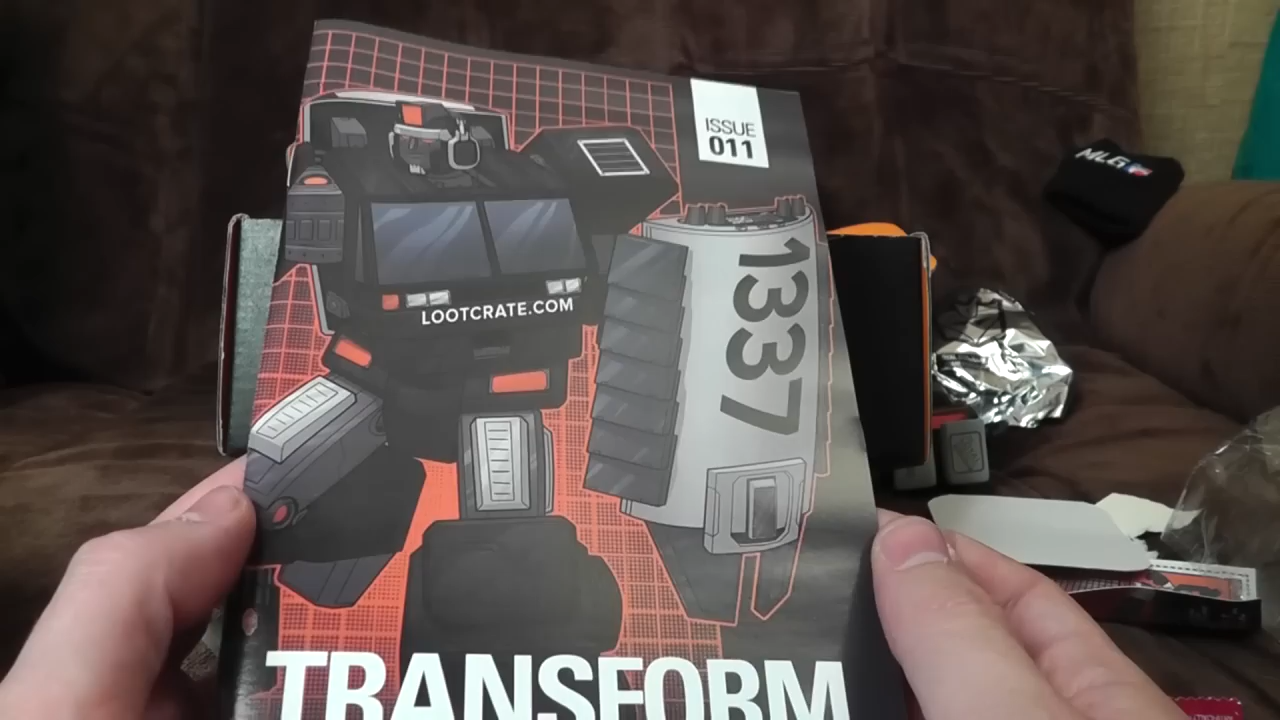 ISSUE
011
LOOTCRATE.COM
1337
TRANSFORM
MLG